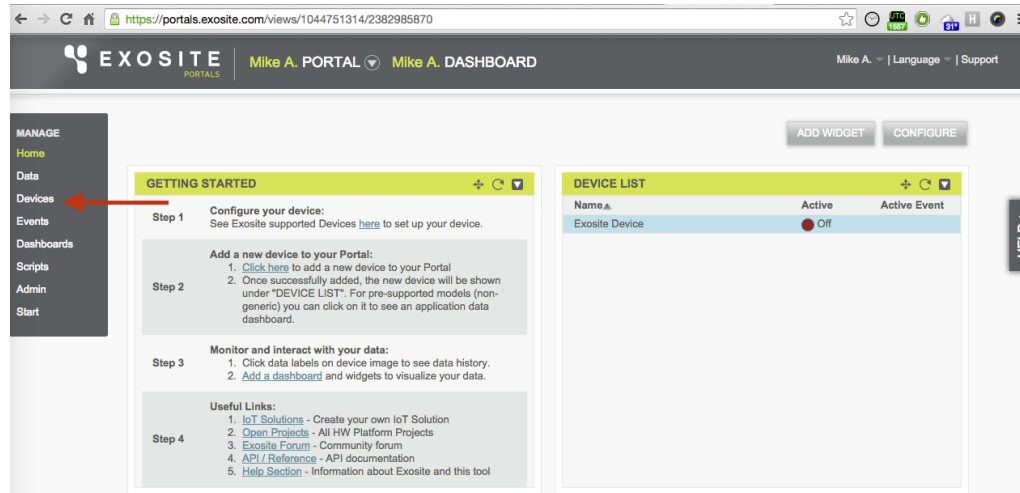 https://portals.exosite.com/views/1044751314/2382985870
UTC
1557
31°
H
EXOSITE
PORTALS
Mike A. PORTAL
Mike A. DASHBOARD
Mike A. | Language | Support
MANAGE
Home
Data
Devices
Events
Dashboards
Scripts
Admin
Start
ADD WIDGET
CONFIGURE
GETTING STARTED
Step 1
Configure your device:
See Exosite supported Devices here to set up your device.
Step 2
Add a new device to your Portal:
1. Click here to add a new device to your Portal
2. Once successfully added, the new device will be shown
under "DEVICE LIST". For pre-supported models (non-
generic) you can click on it to see an application data
dashboard.
Step 3
Monitor and interact with your data:
1. Click data labels on device image to see data history.
2. Add a dashboard and widgets to visualize your data.
Step 4
Useful Links:
1. IoT Solutions - Create your own IoT Solution
2. Open Projects - All HW Platform Projects
3. Exosite Forum - Community forum
4. API / Reference - API documentation
5. Help Section - Information about Exosite and this tool
DEVICE LIST
Name Active Active Event
Exosite Device Off